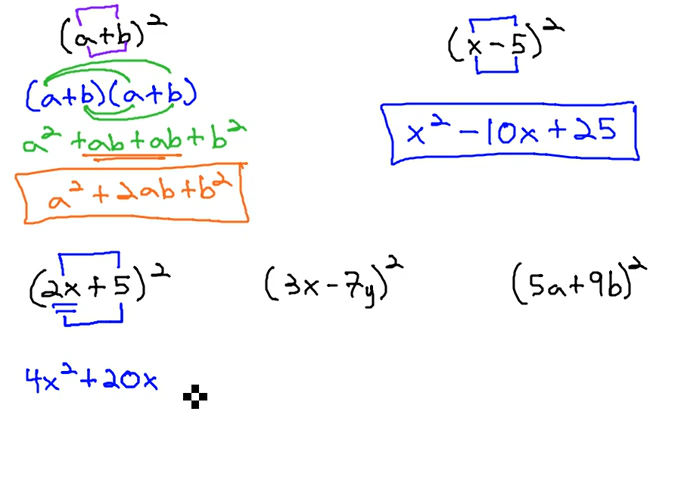 (a+b)²
(x-5)²
(a+b)(a+b)
a² + ab + ab + b²
a² + 2ab + b²
x² - 10x + 25
(2x + 5)²
(3x - 7y)²
(5a + 9b)²
4x² + 20x